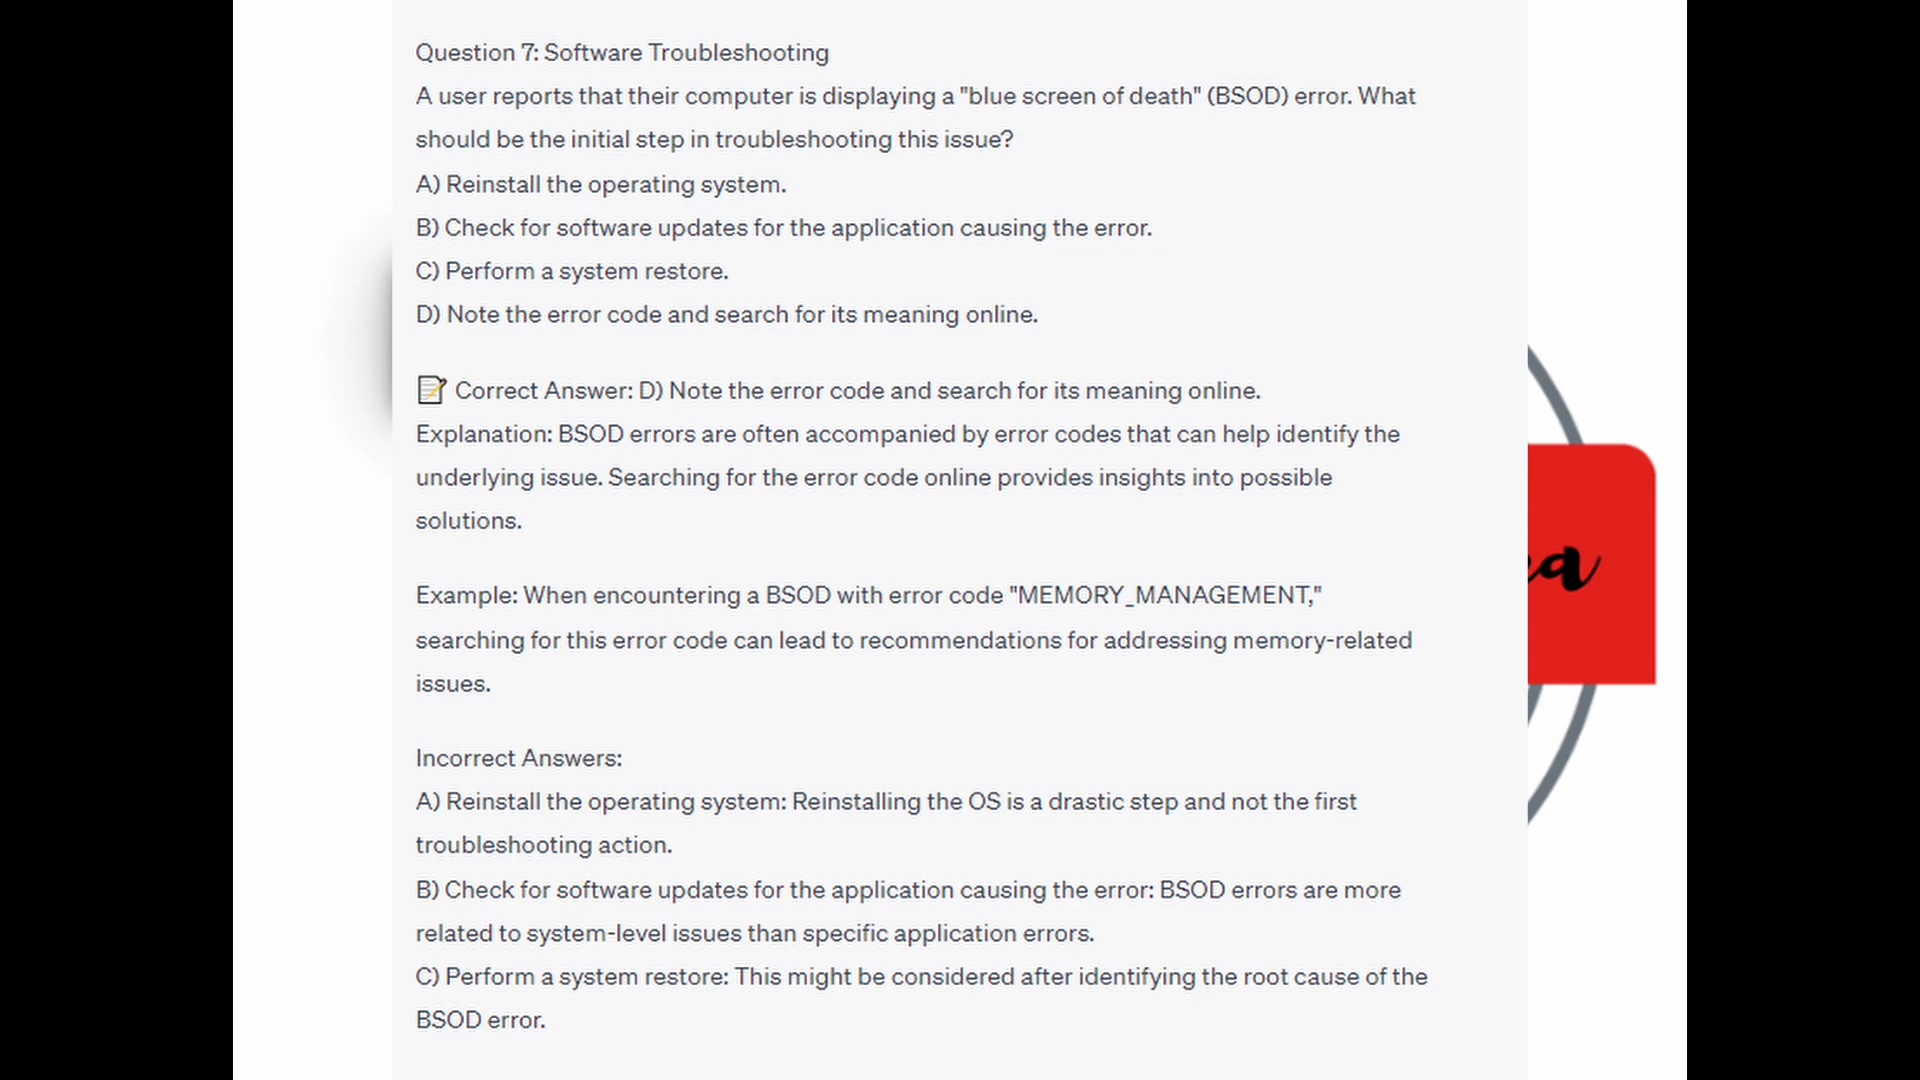 Question 7: Software Troubleshooting
A user reports that their computer is displaying a "blue screen of death" (BSOD) error. What
should be the initial step in troubleshooting this issue?
A) Reinstall the operating system.
B) Check for software updates for the application causing the error.
C) Perform a system restore.
D) Note the error code and search for its meaning online.
📝 Correct Answer: D) Note the error code and search for its meaning online.
Explanation: BSOD errors are often accompanied by error codes that can help identify the
underlying issue. Searching for the error code online provides insights into possible
solutions.
Example: When encountering a BSOD with error code "MEMORY_MANAGEMENT,"
searching for this error code can lead to recommendations for addressing memory-related
issues.
Incorrect Answers:
A) Reinstall the operating system: Reinstalling the OS is a drastic step and not the first
troubleshooting action.
B) Check for software updates for the application causing the error: BSOD errors are more
related to system-level issues than specific application errors.
C) Perform a system restore: This might be considered after identifying the root cause of the
BSOD error.